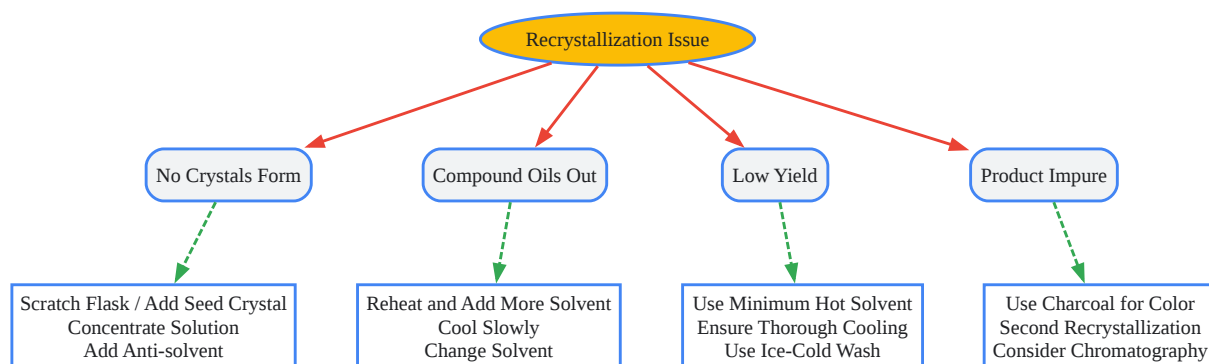 Recrystallization Issue
No Crystals Form
Compound Oils Out
Low Yield
Product Impure
Scratch Flask / Add Seed Crystal
Concentrate Solution
Add Anti-solvent
Reheat and Add More Solvent
Cool Slowly
Change Solvent
Use Minimum Hot Solvent
Ensure Thorough Cooling
Use Ice-Cold Wash
Use Charcoal for Color
Second Recrystallization
Consider Chromatography